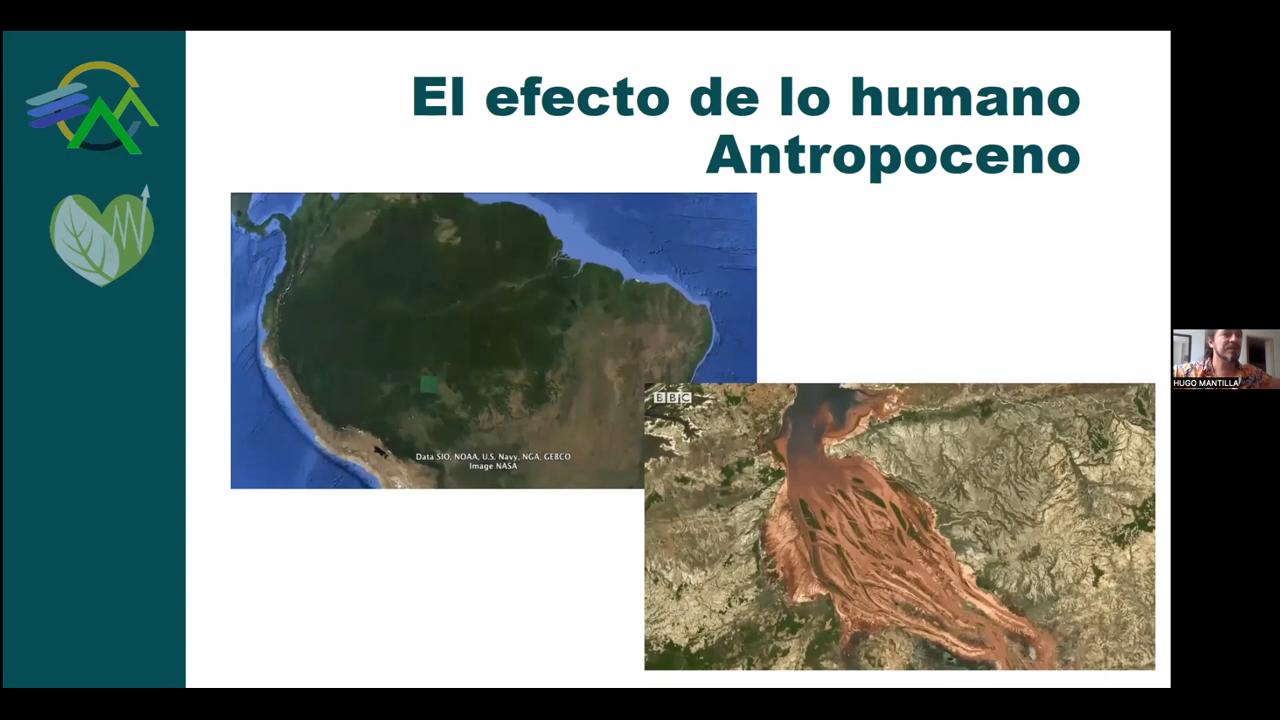 El efecto de lo humano
Antropoceno
Data SIO, NOAA, U.S. Navy, NGA, GEBCO
Image NASA
BBC
HUGO MANTILLA